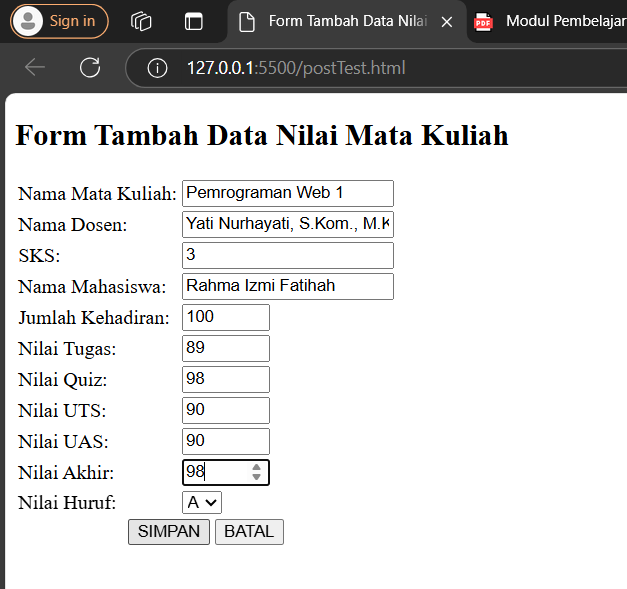 Sign in
Form Tambah Data Nilai
PDF
Modul Pembelajar
127.0.0.1:5500/postTest.html
Form Tambah Data Nilai Mata Kuliah
Nama Mata Kuliah: Pemrograman Web 1
Nama Dosen: Yati Nurhayati, S.Kom., M.K
SKS: 3
Nama Mahasiswa: Rahma Izmi Fatihah
Jumlah Kehadiran: 100
Nilai Tugas: 89
Nilai Quiz: 98
Nilai UTS: 90
Nilai UAS: 90
Nilai Akhir: 98
Nilai Huruf: A
SIMPAN BATAL